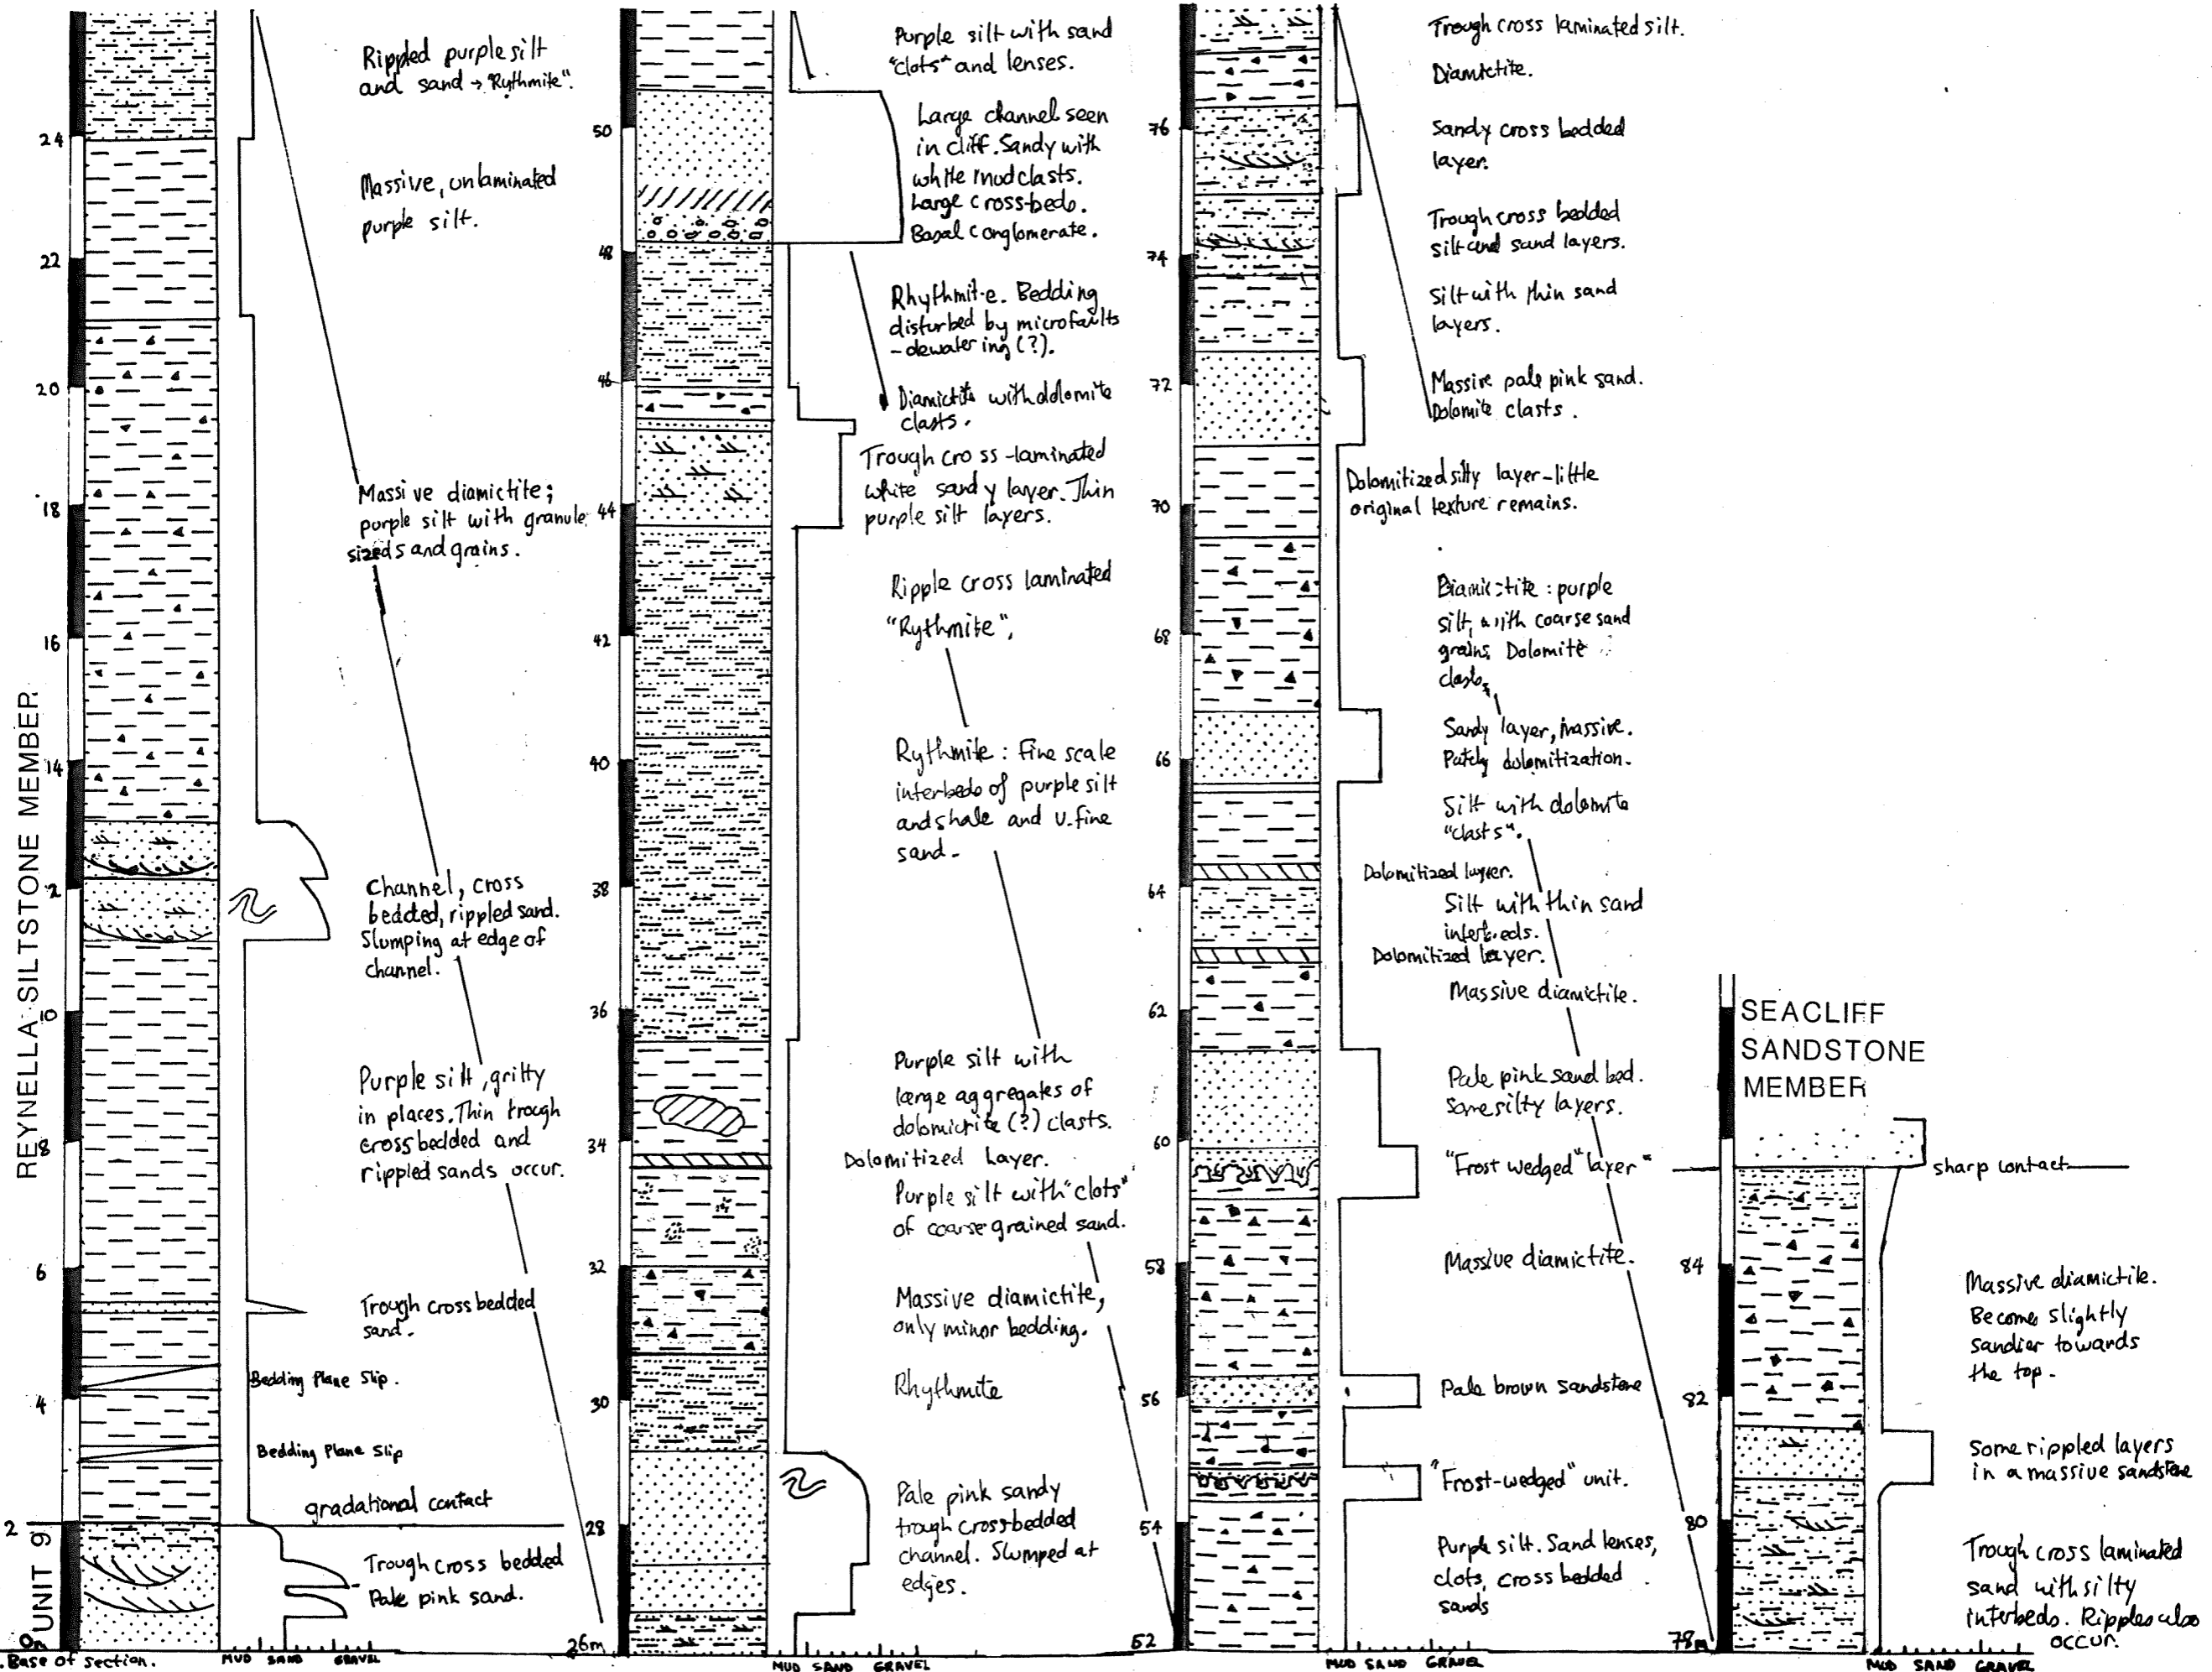 REYNELLA SILTSTONE MEMBER.
UNIT 9
24
22
20
18
16
14
12
10
8
6
4
2
0m
Rippled purple silt
and sand → "Rythmite".
Massive, unlaminated
purple silt.
Massive diamictite;
purple silt with granule
sized sand grains.
Channel, cross
bedded, rippled sand.
Slumping at edge of
channel.
Purple silt, gritty
in places. Thin trough
cross bedded and
rippled sands occur.
Trough cross bedded
sand.
Bedding Plane Slip.
Bedding Plane Slip
gradational contact
Trough cross bedded
Pale pink sand.
Base of section.
MUD SAND GRAVEL
50
48
46
44
42
40
38
36
34
32
30
28
26m
Purple silt with sand
"clots" and lenses.
Large channel seen
in cliff. Sandy with
white mudclasts.
Large cross-beds.
Basal conglomerate.
Rhythmite. Bedding
disturbed by microfaults
- dewatering (?).
Diamictite with dolomite
clasts.
Trough cross-laminated
white sandy layer. Thin
purple silt layers.
Ripple cross laminated
"Rythmite".
Rythmite: Fine scale
interbeds of purple silt
and shale and v. fine
sand.
Purple silt with
large aggregates of
dolomicrite (?) clasts.
Dolomitized Layer.
Purple silt with "clots"
of coarse grained sand.
Massive diamictite,
only minor bedding.
Rhythmite
Pale pink sandy
trough crossbedded
channel. Slumped at
edges.
MUD SAND GRAVEL
76
74
72
70
68
66
64
62
60
58
56
54
52
Trough cross laminated silt.
Diamictite.
Sandy cross bedded
layer.
Trough cross bedded
silt and sand layers.
Silt with thin sand
layers.
Massive pale pink sand.
Dolomite clasts.
Dolomitized silty layer - little
original texture remains.
Diamictite: purple
silt, with coarse sand
grains. Dolomite
clasts.
Sandy layer, massive.
Patchy dolomitization.
Silt with dolomite
"clasts".
Dolomitized layer.
Silt with thin sand
interbeds.
Dolomitized layer.
Massive diamictite.
Pale pink sand bed.
Some silty layers.
"Frost wedged" layer"
Massive diamictite.
Pale brown sandstone
"Frost-wedged" unit.
Purple silt. Sand lenses,
clots, cross bedded
sands
MUD SAND GRAVEL
SEACLIFF
SANDSTONE
MEMBER
84
82
80
78m
sharp contact
Massive diamictite.
Becomes slightly
sandier towards
the top.
Some rippled layers
in a massive sandstone
Trough cross laminated
sand with silty
interbeds. Ripples also
occur.
MUD SAND GRAVEL